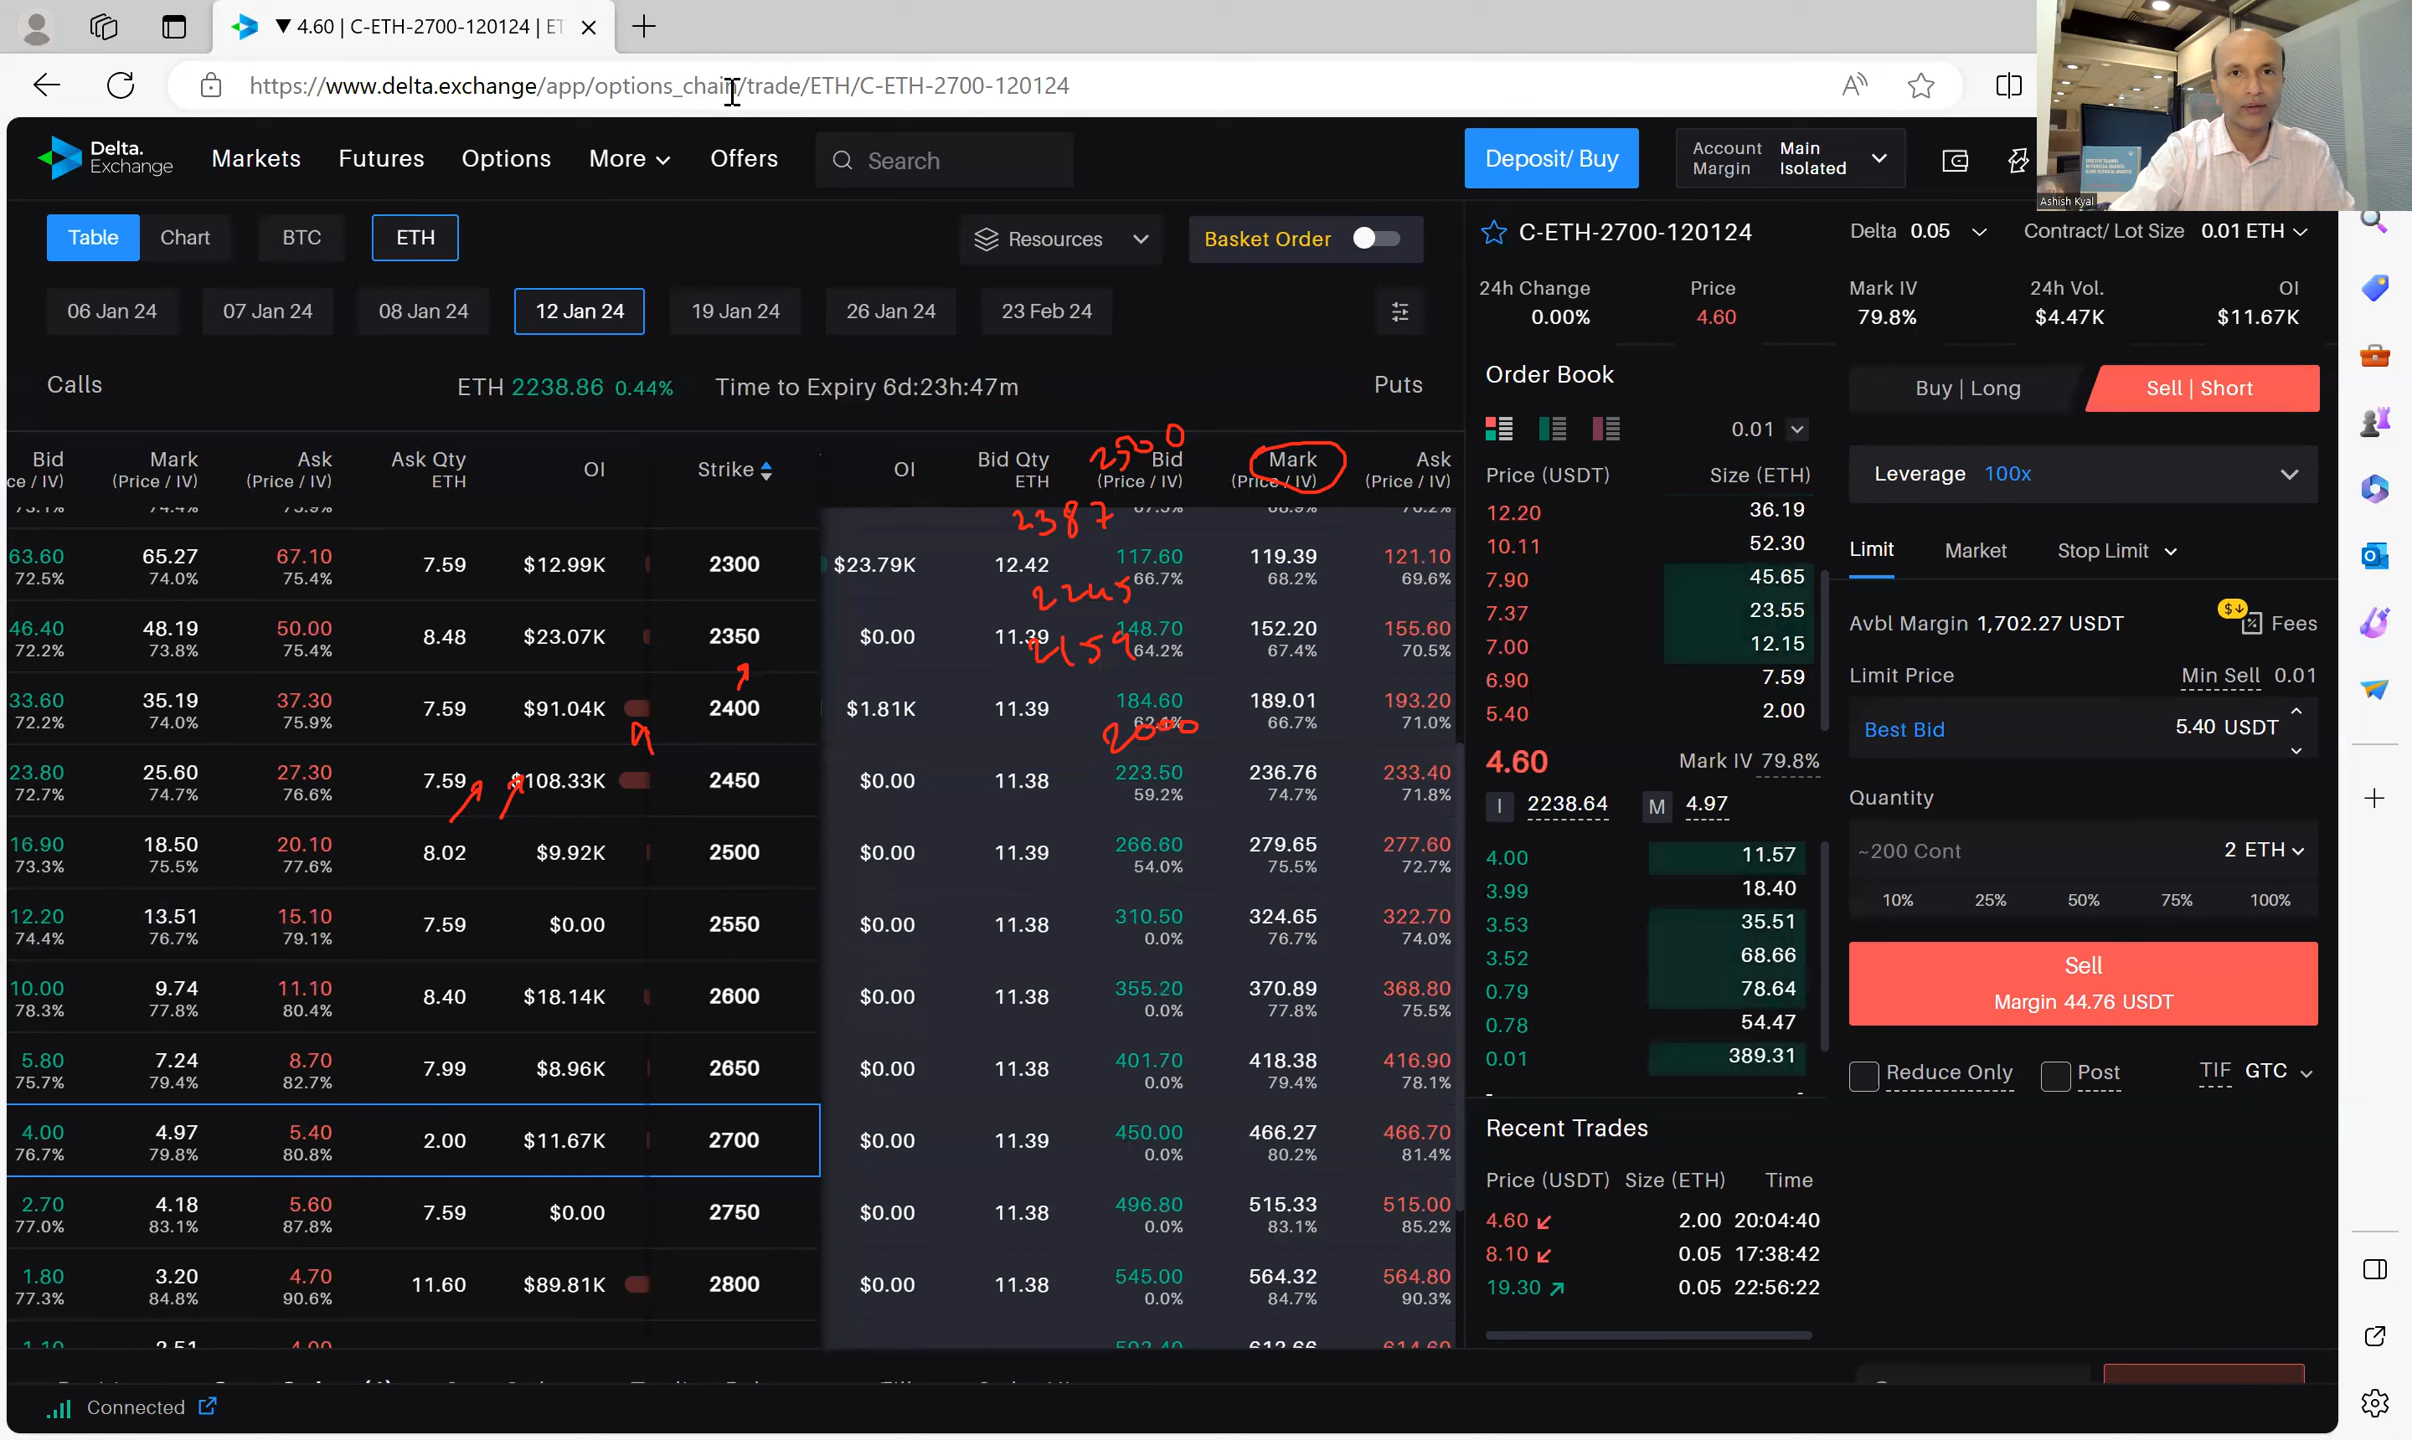 ▼ 4.60 | C-ETH-2700-120124 | ET
https://www.delta.exchange/app/options_chain/trade/ETH/C-ETH-2700-120124
Ashish Kyal
Delta. Exchange
Markets Futures Options More Offers Search
Deposit/ Buy
Account Margin Main Isolated
Table Chart BTC ETH
Resources
Basket Order
06 Jan 24 07 Jan 24 08 Jan 24 12 Jan 24 19 Jan 24 26 Jan 24 23 Feb 24
Calls ETH 2238.86 0.44% Time to Expiry 6d:23h:47m Puts
Bid Mark Ask Ask Qty OI Strike OI Bid Qty Bid Mark Ask
ce / IV) (Price / IV) (Price / IV) ETH ETH (Price / IV) (Price / IV) (Price / IV)
2387
63.60 65.27 67.10 7.59 $12.99K 2300 $23.79K 12.42 117.60 119.39 121.10
72.5% 74.0% 75.4% 66.7% 68.2% 69.6%
2245
46.40 48.19 50.00 8.48 $23.07K 2350 $0.00 11.39 148.70 152.20 155.60
72.2% 73.8% 75.4% 64.2% 67.4% 70.5%
2159
33.60 35.19 37.30 7.59 $91.04K 2400 $1.81K 11.39 184.60 189.01 193.20
72.2% 74.0% 75.9% 66.7% 71.0%
2000
23.80 25.60 27.30 7.59 $108.33K 2450 $0.00 11.38 223.50 236.76 233.40
72.7% 74.7% 76.6% 59.2% 74.7% 71.8%
16.90 18.50 20.10 8.02 $9.92K 2500 $0.00 11.39 266.60 279.65 277.60
73.3% 75.5% 77.6% 54.0% 75.5% 72.7%
12.20 13.51 15.10 7.59 $0.00 2550 $0.00 11.38 310.50 324.65 322.70
74.4% 76.7% 79.1% 0.0% 76.7% 74.0%
10.00 9.74 11.10 8.40 $18.14K 2600 $0.00 11.38 355.20 370.89 368.80
78.3% 77.8% 80.4% 0.0% 77.8% 75.5%
5.80 7.24 8.70 7.99 $8.96K 2650 $0.00 11.38 401.70 418.38 416.90
75.7% 79.4% 82.7% 0.0% 79.4% 78.1%
4.00 4.97 5.40 2.00 $11.67K 2700 $0.00 11.39 450.00 466.27 466.70
76.7% 79.8% 80.8% 0.0% 80.2% 81.4%
2.70 4.18 5.60 7.59 $0.00 2750 $0.00 11.38 496.80 515.33 515.00
77.0% 83.1% 87.8% 0.0% 83.1% 85.2%
1.80 3.20 4.70 11.60 $89.81K 2800 $0.00 11.38 545.00 564.32 564.80
77.3% 84.8% 90.6% 0.0% 84.7% 90.3%
Connected
C-ETH-2700-120124 Delta 0.05 Contract/ Lot Size 0.01 ETH
24h Change Price Mark IV 24h Vol. OI
0.00% 4.60 79.8% $4.47K $11.67K
Order Book
0.01
Price (USDT) Size (ETH)
12.20 36.19
10.11 52.30
7.90 45.65
7.37 23.55
7.00 12.15
6.90 7.59
5.40 2.00
4.60 Mark IV 79.8%
I 2238.64 M 4.97
4.00 11.57
3.99 18.40
3.53 35.51
3.52 68.66
0.79 78.64
0.78 54.47
0.01 389.31
- -
Recent Trades
Price (USDT) Size (ETH) Time
4.60 2.00 20:04:40
8.10 0.05 17:38:42
19.30 0.05 22:56:22
Buy | Long Sell | Short
Leverage 100x
Limit Market Stop Limit
Avbl Margin 1,702.27 USDT Fees
Limit Price Min Sell 0.01
Best Bid 5.40 USDT
Quantity
~200 Cont 2 ETH
10% 25% 50% 75% 100%
Sell
Margin 44.76 USDT
Reduce Only Post TIF GTC